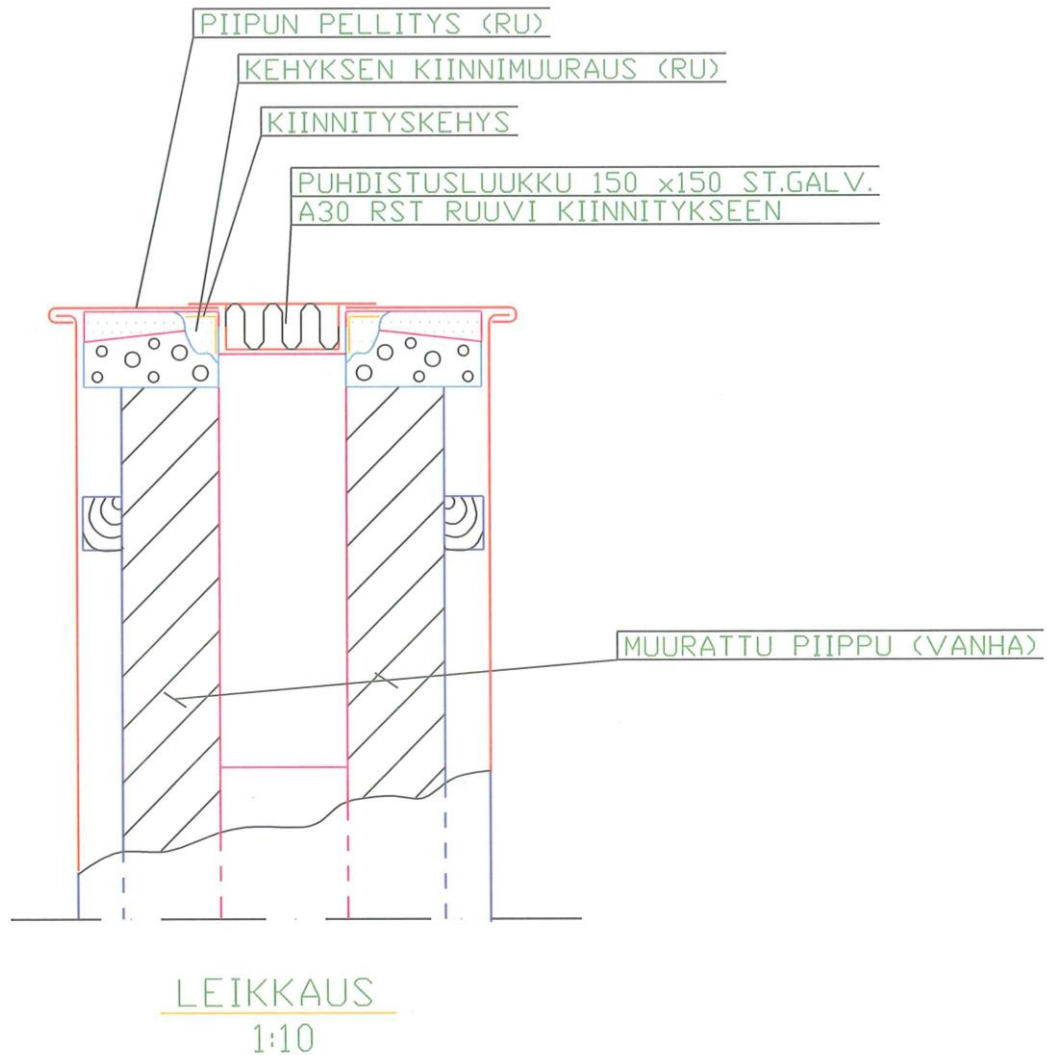 PIIPUN PELLITYS (RU)
KEHYKSEN KIINNIMUURAUS (RU)
KIINNITYSKEHYS
PUHDISTUSLUUKKU 150 x150 ST.GALV.
A30 RST RUUVI KIINNITYKSEEN
MUURATTU PIIPPU (VANHA)
LEIKKAUS
1:10